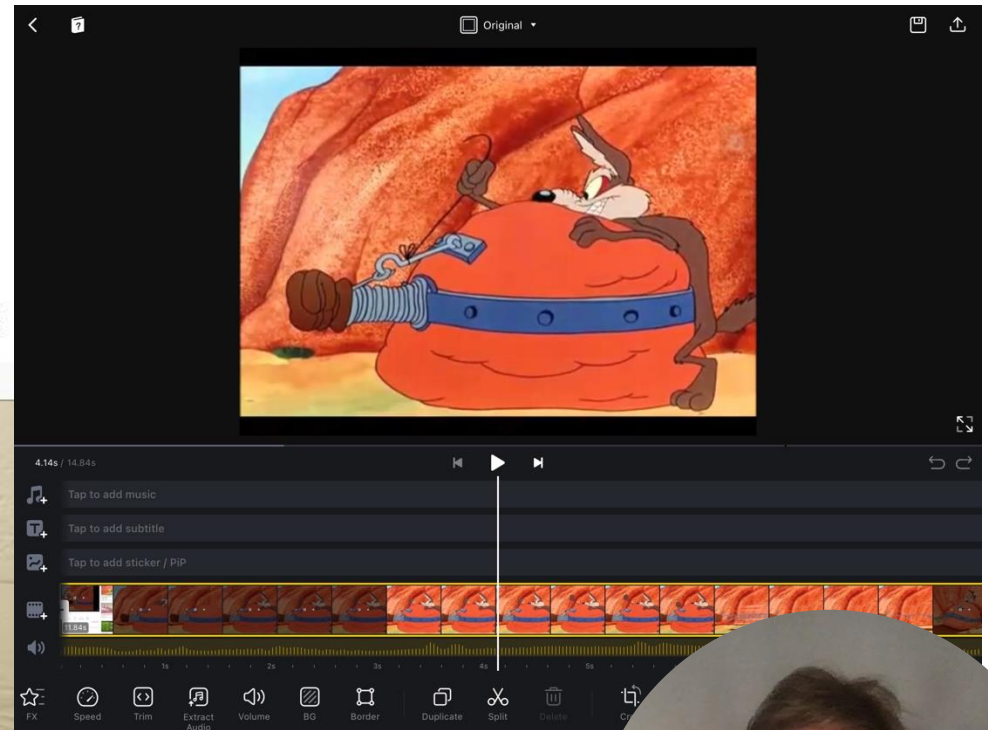 ?
Original
4.14s / 14.84s
Tap to add music
T
Tap to add subtitle
Tap to add sticker / PiP
11.84s
1s 2s 3s 4s 5s
FX Speed Trim Extract Audio Volume BG Border Duplicate Split Delete